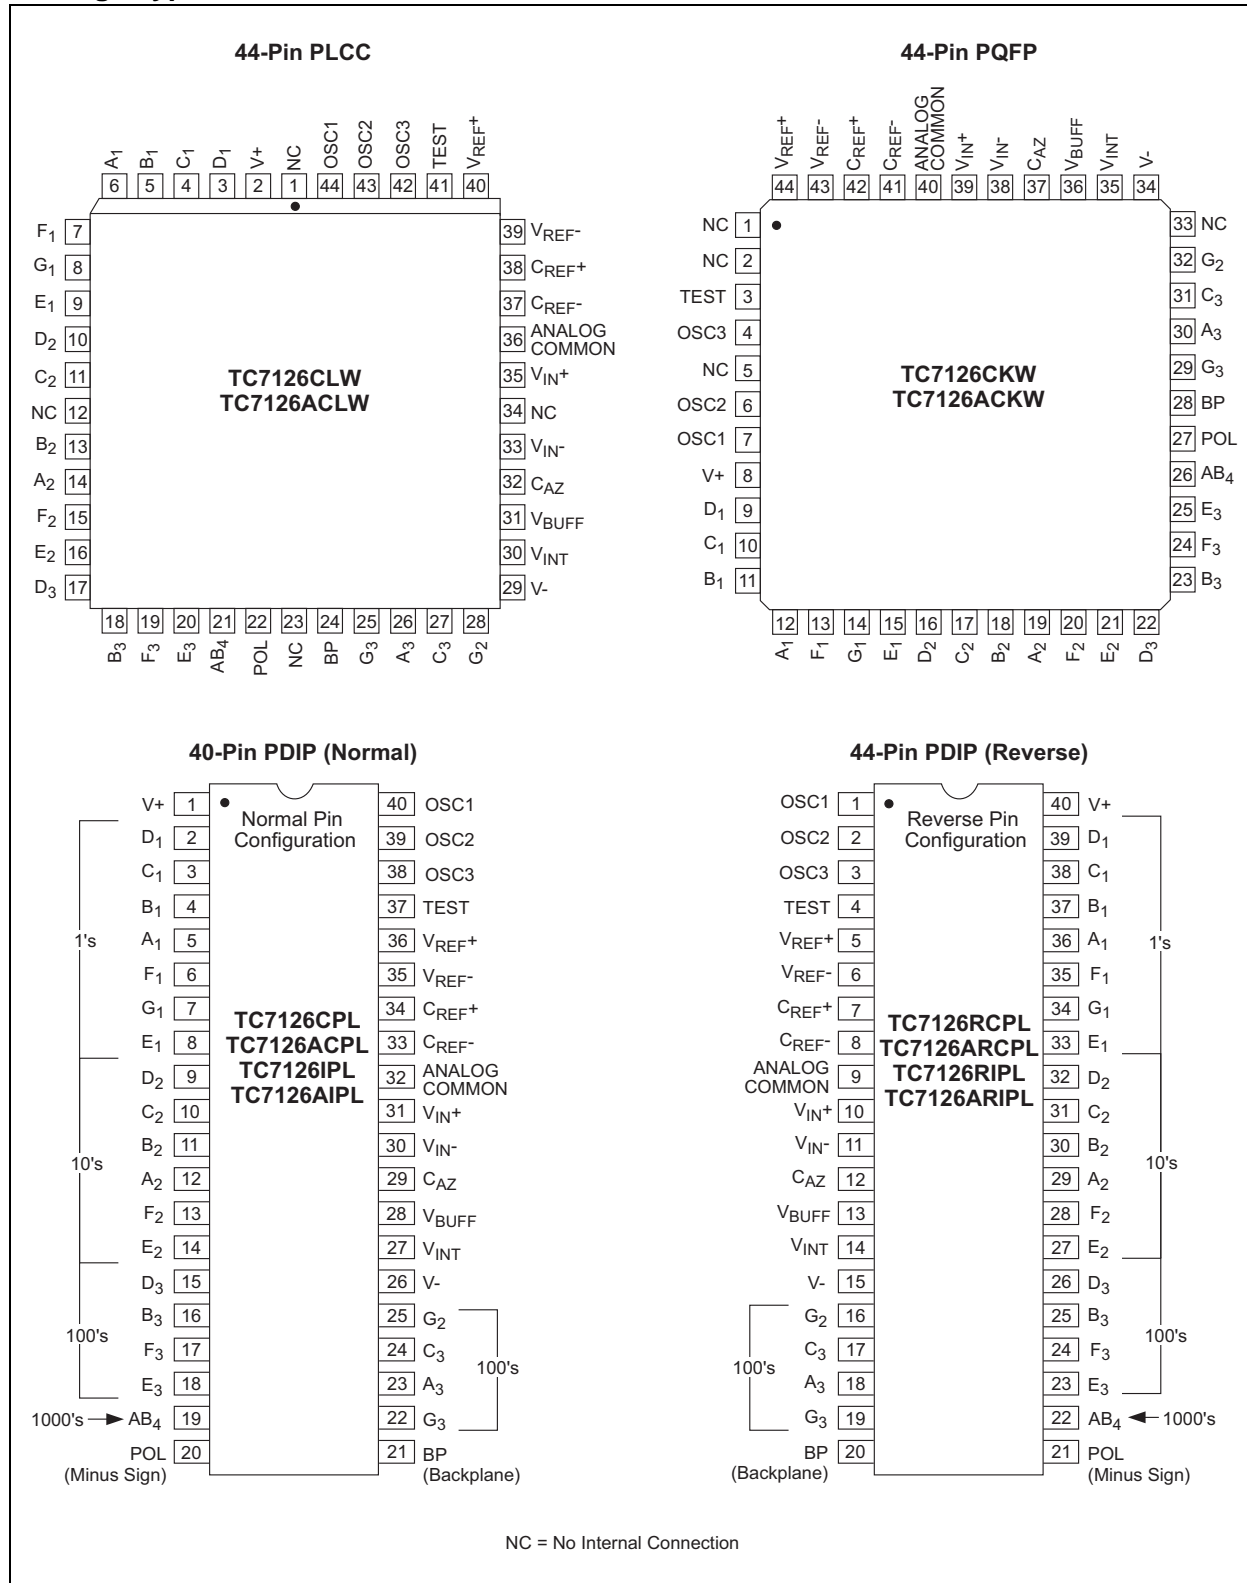 44-Pin PLCC
A1 B1 C1 D1 V+ NC OSC1 OSC2 OSC3 TEST VREF+
6 5 4 3 2 1 44 43 42 41 40
F1 7
G1 8
E1 9
D2 10
C2 11
NC 12
B2 13
A2 14
F2 15
E2 16
D3 17
TC7126CLW
TC7126ACLW
39 VREF-
38 CREF+
37 CREF-
36 ANALOG
COMMON
35 VIN+
34 NC
33 VIN-
32 CAZ
31 VBUFF
30 VINT
29 V-
18 19 20 21 22 23 24 25 26 27 28
B3 F3 E3 AB4 POL NC BP G3 A3 C3 G2
44-Pin PQFP
VREF+ VREF- CREF+ CREF- ANALOG COMMON VIN+ VIN- CAZ VBUFF VINT V-
44 43 42 41 40 39 38 37 36 35 34
NC 1
NC 2
TEST 3
OSC3 4
NC 5
OSC2 6
OSC1 7
V+ 8
D1 9
C1 10
B1 11
TC7126CKW
TC7126ACKW
33 NC
32 G2
31 C3
30 A3
29 G3
28 BP
27 POL
26 AB4
25 E3
24 F3
23 B3
12 13 14 15 16 17 18 19 20 21 22
A1 F1 G1 E1 D2 C2 B2 A2 F2 E2 D3
40-Pin PDIP (Normal)
Normal Pin
Configuration
V+ 1
D1 2
C1 3
B1 4
1's
A1 5
F1 6
G1 7
E1 8
D2 9
C2 10
B2 11
10's
A2 12
F2 13
E2 14
D3 15
B3 16
100's
F3 17
E3 18
1000's AB4 19
POL 20
(Minus Sign)
TC7126CPL
TC7126ACPL
TC7126IPL
TC7126AIPL
40 OSC1
39 OSC2
38 OSC3
37 TEST
36 VREF+
35 VREF-
34 CREF+
33 CREF-
32 ANALOG
COMMON
31 VIN+
30 VIN-
29 CAZ
28 VBUFF
27 VINT
26 V-
25 G2
24 C3
100's
23 A3
22 G3
21 BP
(Backplane)
44-Pin PDIP (Reverse)
Reverse Pin
Configuration
OSC1 1
OSC2 2
OSC3 3
TEST 4
VREF+ 5
VREF- 6
CREF+ 7
CREF- 8
ANALOG
COMMON 9
VIN+ 10
VIN- 11
CAZ 12
VBUFF 13
VINT 14
V- 15
G2 16
C3 17
100's
A3 18
G3 19
BP 20
(Backplane)
TC7126RCPL
TC7126ARCPL
TC7126RIPL
TC7126ARIPL
40 V+
39 D1
38 C1
37 B1
36 A1
1's
35 F1
34 G1
33 E1
32 D2
31 C2
30 B2
10's
29 A2
28 F2
27 E2
26 D3
25 B3
100's
24 F3
23 E3
22 AB4 1000's
21 POL
(Minus Sign)
NC = No Internal Connection